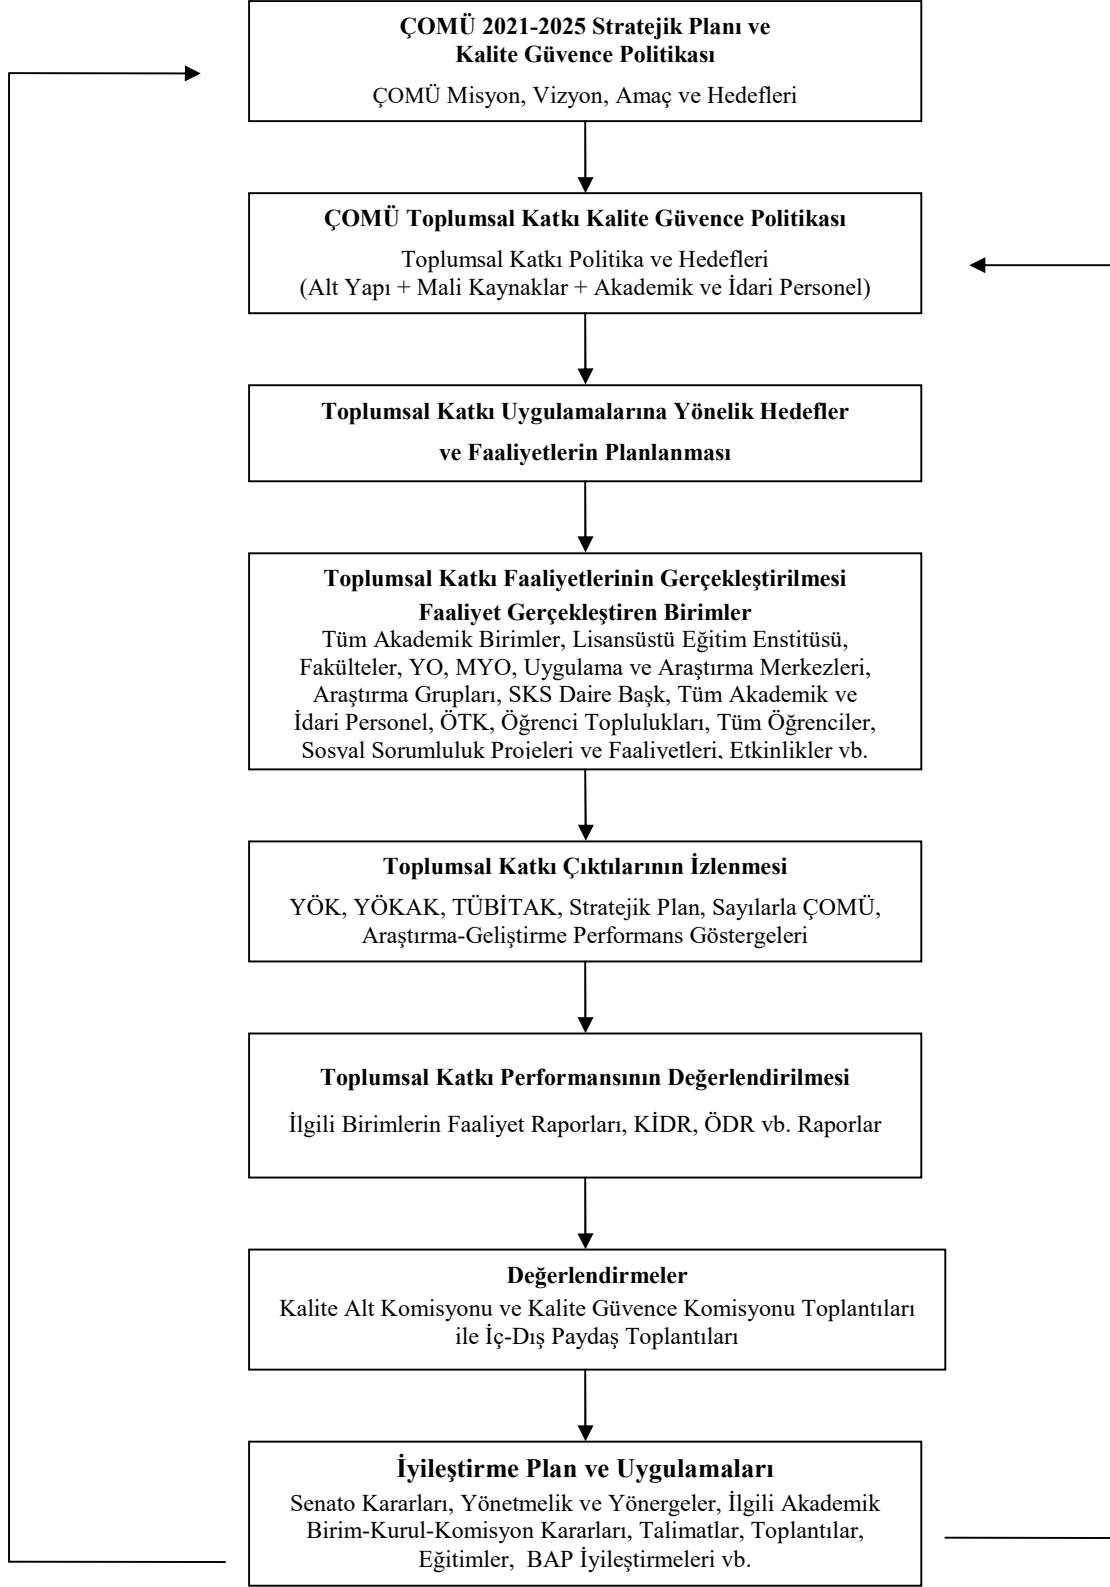 ÇOMÜ 2021-2025 Stratejik Planı ve
Kalite Güvence Politikası
ÇOMÜ Misyon, Vizyon, Amaç ve Hedefleri
ÇOMÜ Toplumsal Katkı Kalite Güvence Politikası
Toplumsal Katkı Politika ve Hedefleri
(Alt Yapı + Mali Kaynaklar + Akademik ve İdari Personel)
Toplumsal Katkı Uygulamalarına Yönelik Hedefler
ve Faaliyetlerin Planlanması
Toplumsal Katkı Faaliyetlerinin Gerçekleştirilmesi
Faaliyet Gerçekleştiren Birimler
Tüm Akademik Birimler, Lisansüstü Eğitim Enstitüsü,
Fakülteler, YO, MYO, Uygulama ve Araştırma Merkezleri,
Araştırma Grupları, SKS Daire Başk, Tüm Akademik ve
İdari Personel, ÖTK, Öğrenci Toplulukları, Tüm Öğrenciler,
Sosyal Sorumluluk Projeleri ve Faaliyetleri, Etkinlikler vb.
Toplumsal Katkı Çıktılarının İzlenmesi
YÖK, YÖKAK, TÜBİTAK, Stratejik Plan, Sayılarla ÇOMÜ,
Araştırma-Geliştirme Performans Göstergeleri
Toplumsal Katkı Performansının Değerlendirilmesi
İlgili Birimlerin Faaliyet Raporları, KİDR, ÖDR vb. Raporlar
Değerlendirmeler
Kalite Alt Komisyonu ve Kalite Güvence Komisyonu Toplantıları
ile İç-Dış Paydaş Toplantıları
İyileştirme Plan ve Uygulamaları
Senato Kararları, Yönetmelik ve Yönergeler, İlgili Akademik
Birim-Kurul-Komisyon Kararları, Talimatlar, Toplantılar,
Eğitimler,  BAP İyileştirmeleri vb.